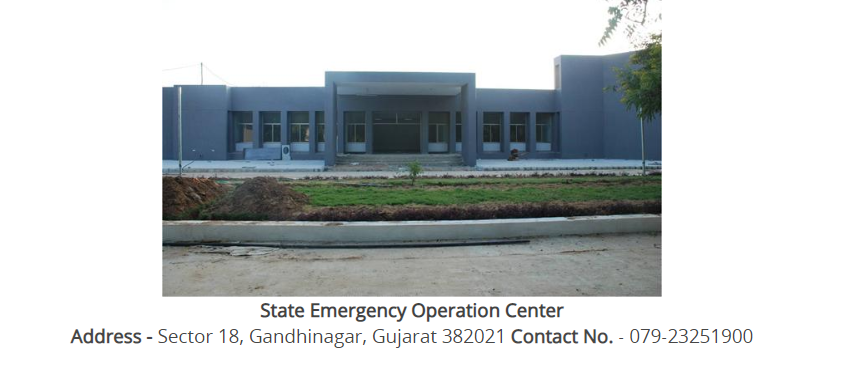 State Emergency Operation Center
Address - Sector 18, Gandhinagar, Gujarat 382021 Contact No. - 079-23251900